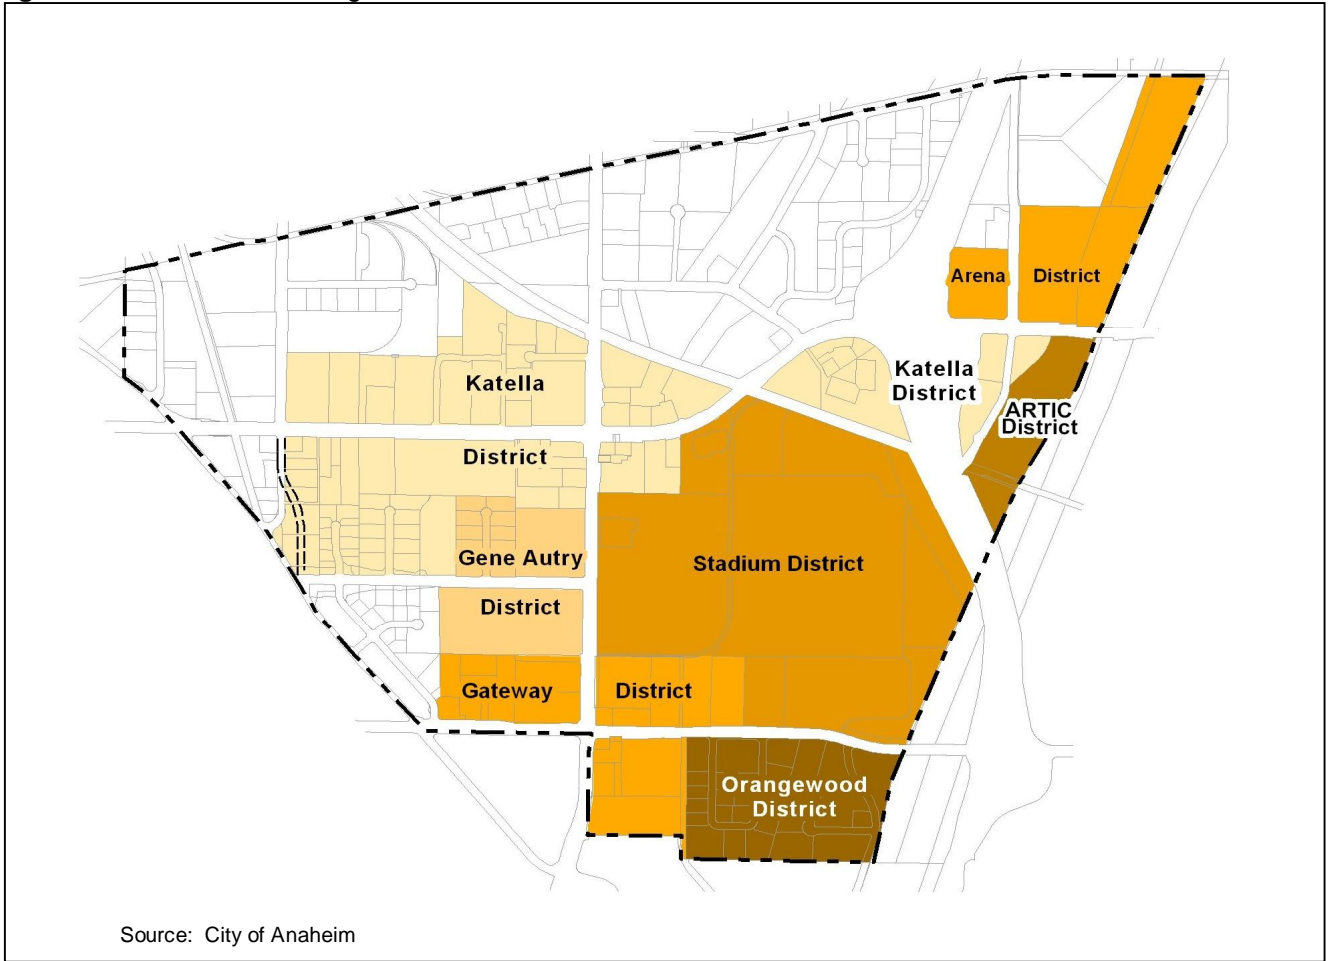 Arena District
Katella
District
Katella
ARTIC
District
District
Gene Autry
Stadium District
District
Gateway District
Orangewood
District
Source: City of Anaheim